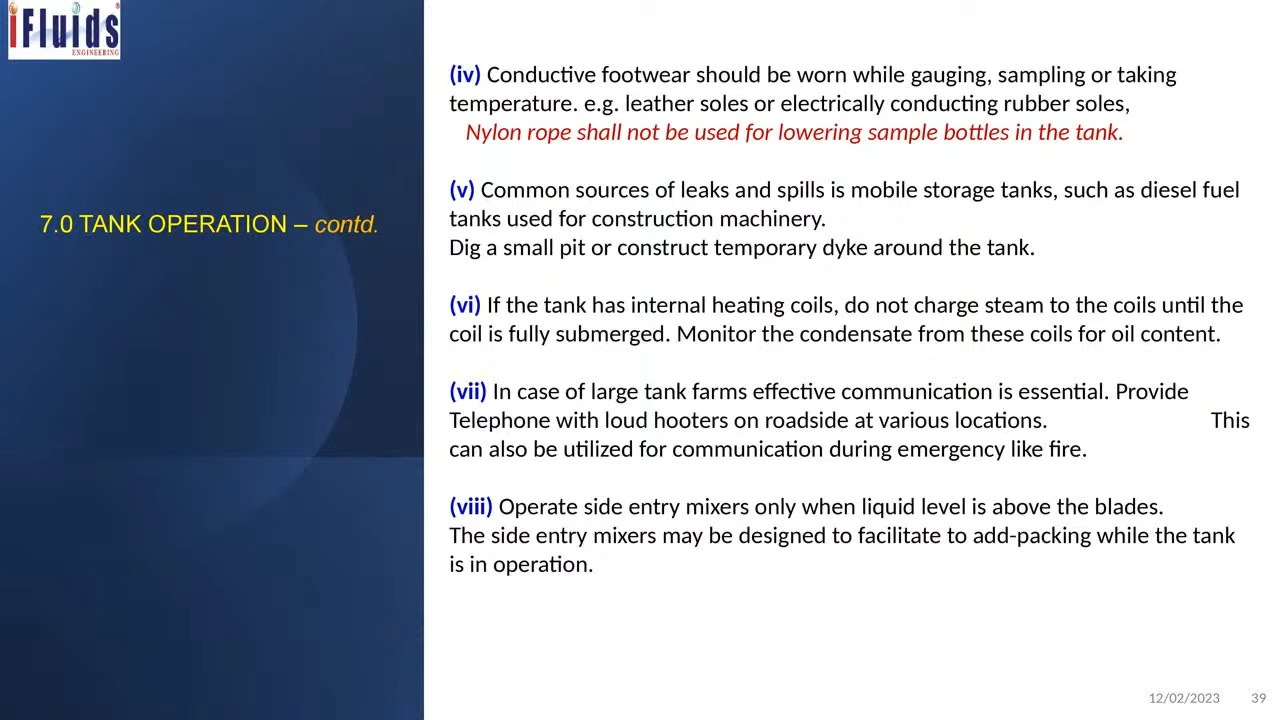 iFluids
ENGINEERING
7.0 TANK OPERATION – contd.
(iv) Conductive footwear should be worn while gauging, sampling or taking
temperature. e.g. leather soles or electrically conducting rubber soles,
Nylon rope shall not be used for lowering sample bottles in the tank.
(v) Common sources of leaks and spills is mobile storage tanks, such as diesel fuel
tanks used for construction machinery.
Dig a small pit or construct temporary dyke around the tank.
(vi) If the tank has internal heating coils, do not charge steam to the coils until the
coil is fully submerged. Monitor the condensate from these coils for oil content.
(vii) In case of large tank farms effective communication is essential. Provide
Telephone with loud hooters on roadside at various locations. This
can also be utilized for communication during emergency like fire.
(viii) Operate side entry mixers only when liquid level is above the blades.
The side entry mixers may be designed to facilitate to add-packing while the tank
is in operation.
12/02/2023 39